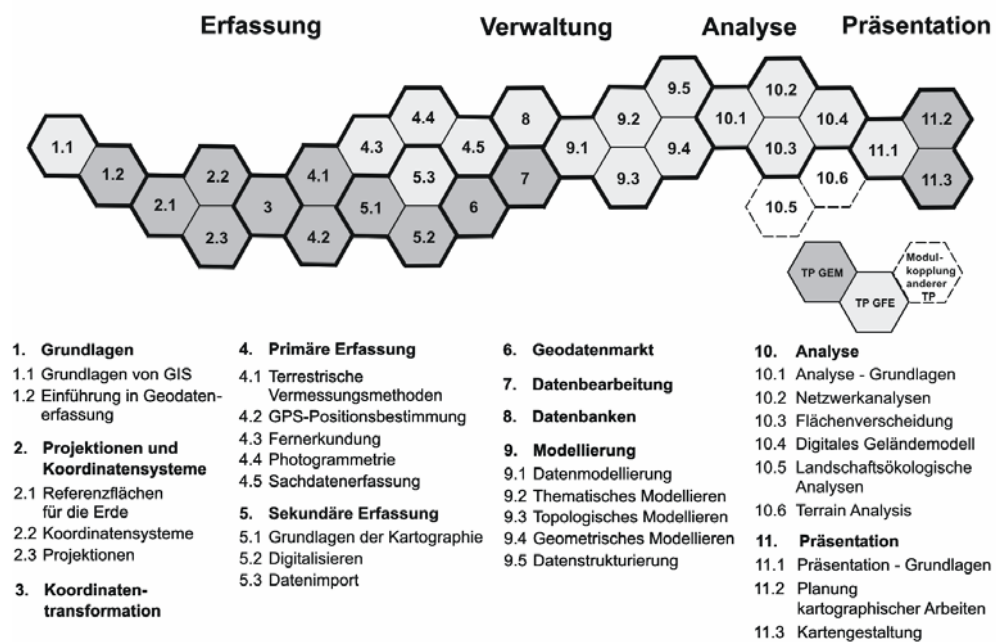 Erfassung Verwaltung Analyse Präsentation
1.1
1.2
2.1
2.2
2.3
3
4.1
4.2
4.3
4.4
4.5
5.1
5.2
5.3
6
7
8
9.1
9.2
9.3
9.4
9.5
10.1
10.2
10.3
10.4
10.5
10.6
11.1
11.2
11.3
TP GEM
TP GFE
Modul-
kopplung
anderer
TP
1. Grundlagen
1.1 Grundlagen von GIS
1.2 Einführung in Geodaten-
erfassung
2. Projektionen und
Koordinatensysteme
2.1 Referenzflächen
für die Erde
2.2 Koordinatensysteme
2.3 Projektionen
3. Koordinaten-
transformation
4. Primäre Erfassung
4.1 Terrestrische
Vermessungsmethoden
4.2 GPS-Positionsbestimmung
4.3 Fernerkundung
4.4 Photogrammetrie
4.5 Sachdatenerfassung
5. Sekundäre Erfassung
5.1 Grundlagen der Kartographie
5.2 Digitalisieren
5.3 Datenimport
6. Geodatenmarkt
7. Datenbearbeitung
8. Datenbanken
9. Modellierung
9.1 Datenmodellierung
9.2 Thematisches Modellieren
9.3 Topologisches Modellieren
9.4 Geometrisches Modellieren
9.5 Datenstrukturierung
10. Analyse
10.1 Analyse - Grundlagen
10.2 Netzwerkanalysen
10.3 Flächenverscheidung
10.4 Digitales Geländemodell
10.5 Landschaftsökologische
Analysen
10.6 Terrain Analysis
11. Präsentation
11.1 Präsentation - Grundlagen
11.2 Planung
kartographischer Arbeiten
11.3 Kartengestaltung